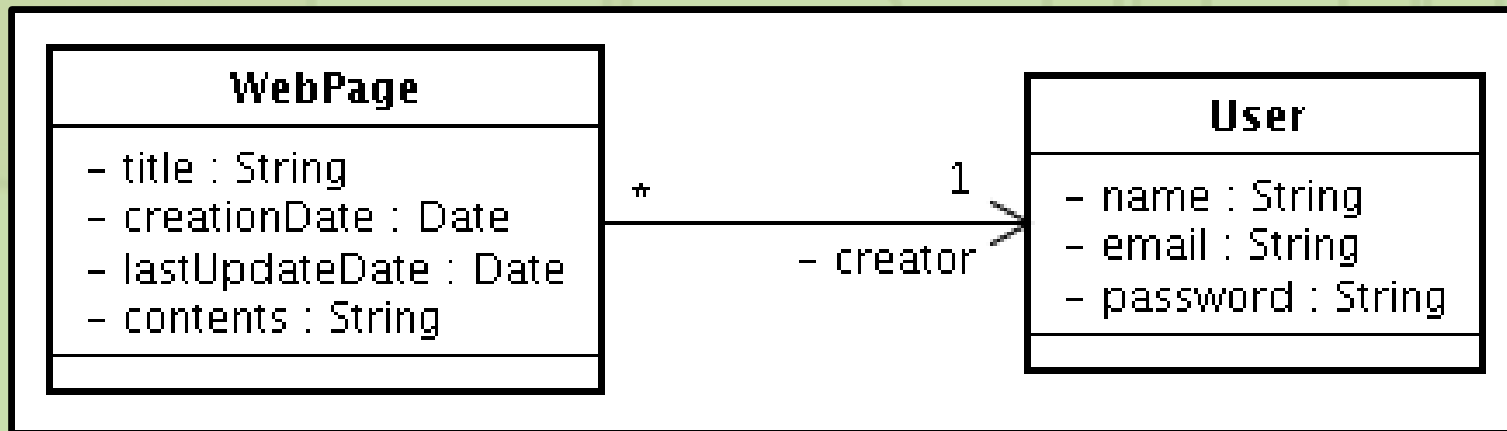 WebPage
– title : String
– creationDate : Date
– lastUpdateDate : Date
– contents : String
*
1
– creator
User
– name : String
– email : String
– password : String